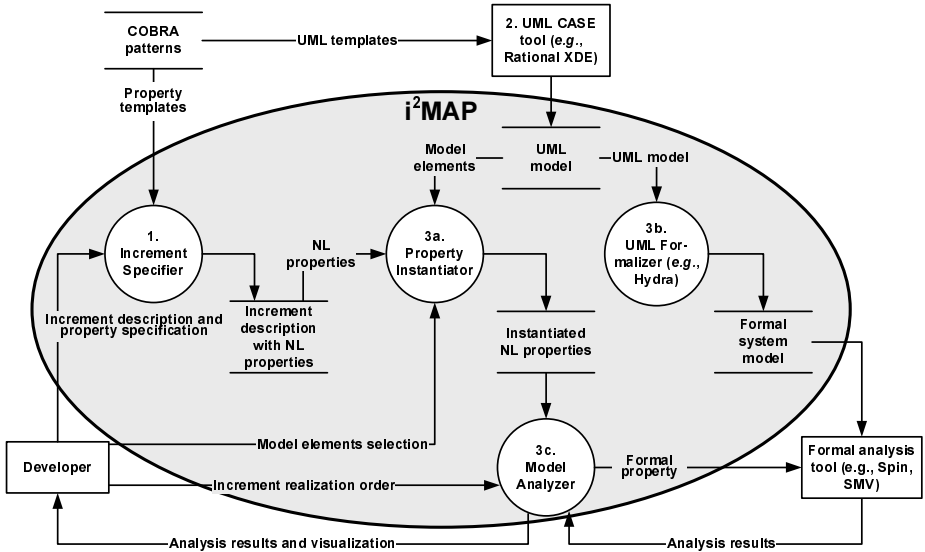 COBRA
patterns
UML templates
2. UML CASE
tool (e.g.,
Rational XDE)
Property
templates
i²MAP
Model
elements
UML
model
UML model
1.
Increment
Specifier
NL
properties
3a.
Property
Instantiator
3b.
UML For-
malizer (e.g.,
Hydra)
Increment description and
property specification
Increment
description
with NL
properties
Instantiated
NL properties
Formal
system
model
Model elements selection
Developer
3c.
Model
Analyzer
Formal
property
Formal analysis
tool (e.g., Spin,
SMV)
Increment realization order
Analysis results and visualization
Analysis results